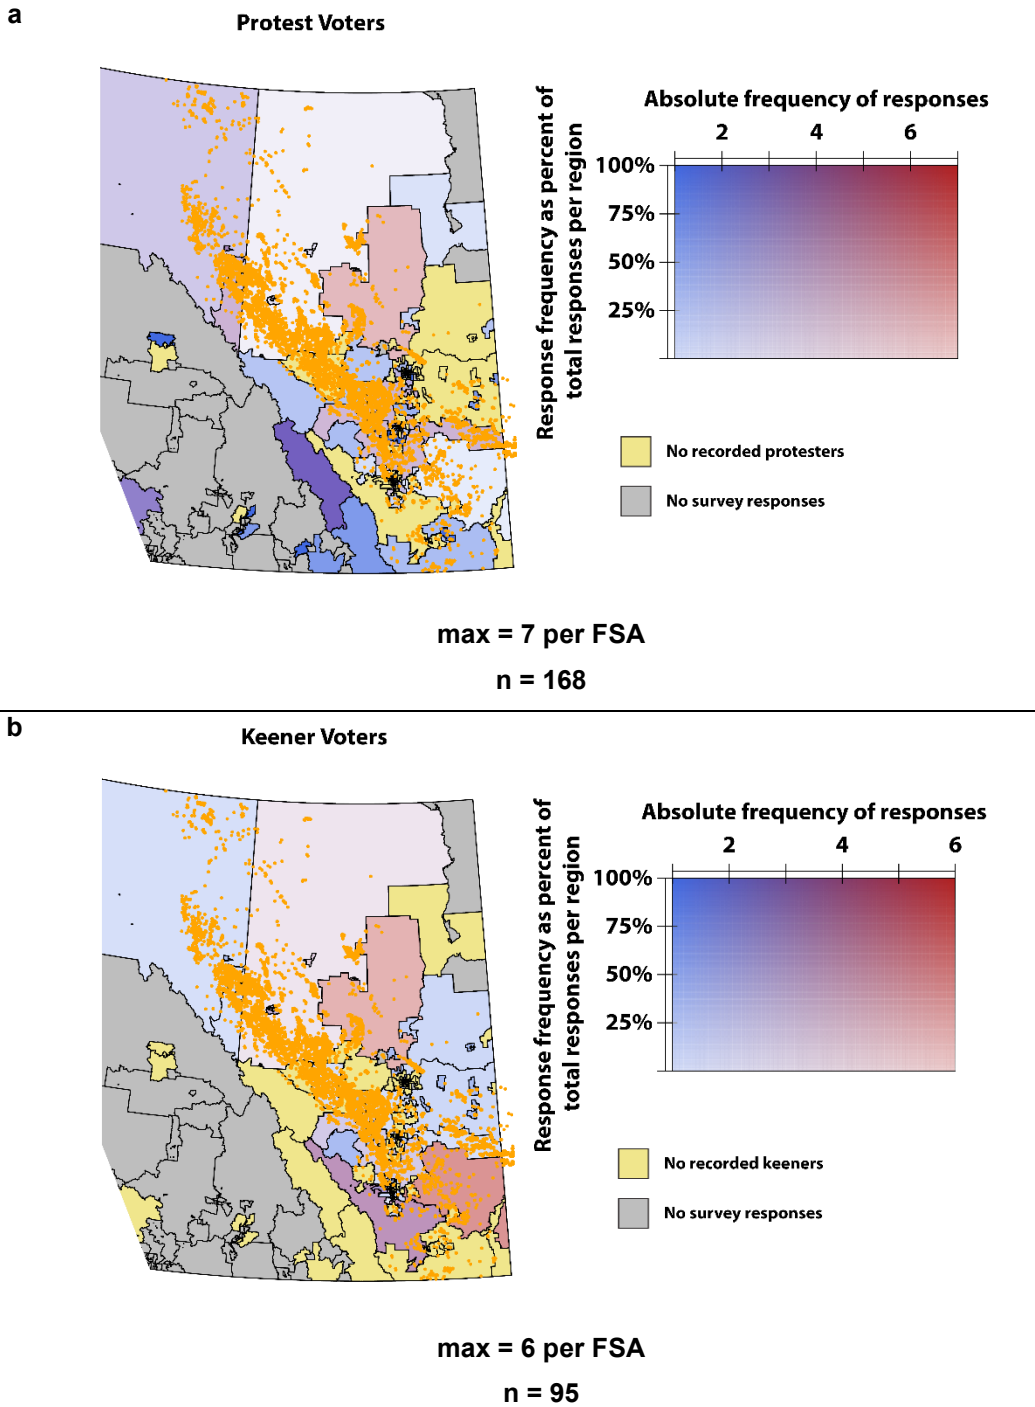 a
Protest Voters
Response frequency as percent of
total responses per region
Absolute frequency of responses
2 4 6
100%
75%
50%
25%
No recorded protesters
No survey responses
max = 7 per FSA
n = 168
b
Keener Voters
Response frequency as percent of
total responses per region
Absolute frequency of responses
2 4 6
100%
75%
50%
25%
No recorded keeners
No survey responses
max = 6 per FSA
n = 95